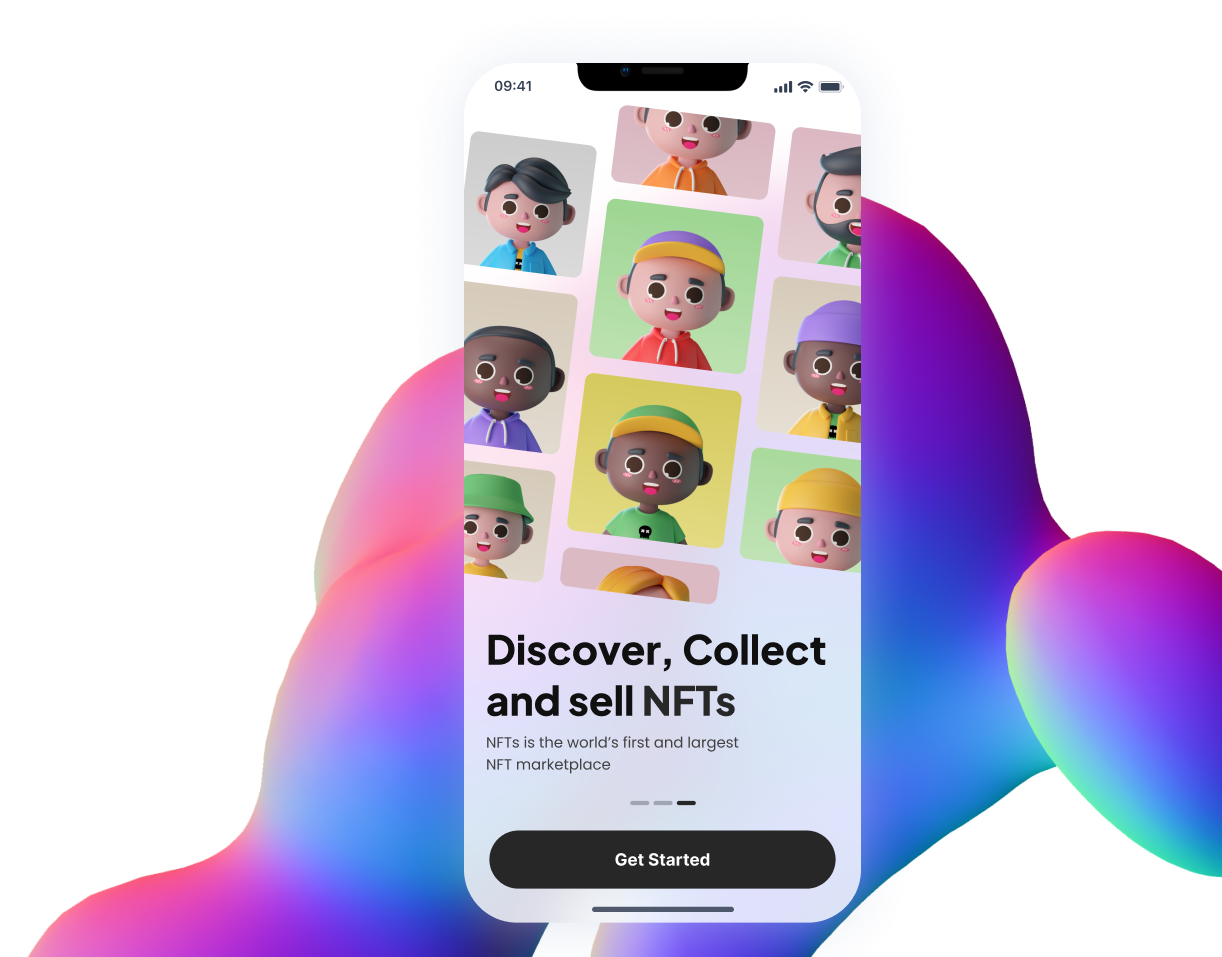 09:41
Discover, Collect
and sell NFTs
NFTs is the world's first and largest
NFT marketplace
Get Started